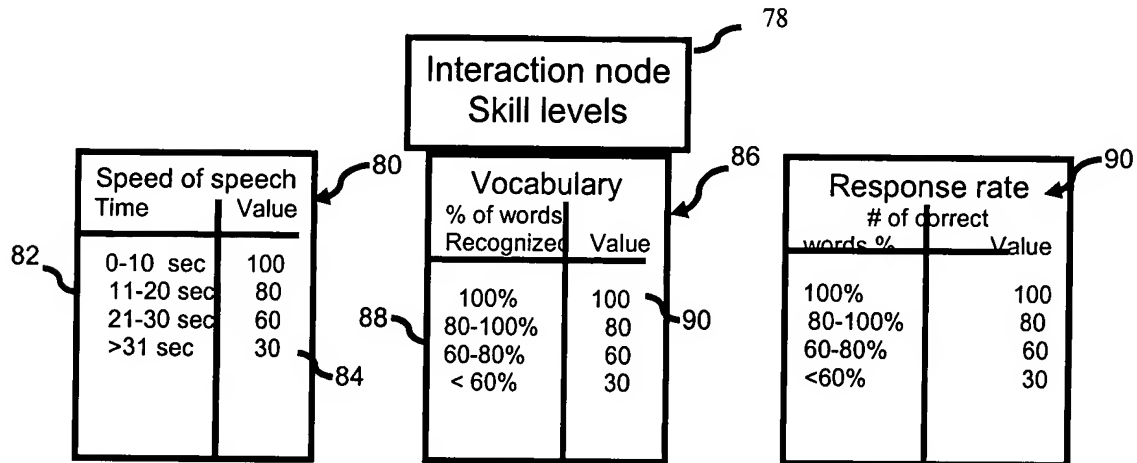 78
Interaction node
Skill levels
80
Speed of speech
Time Value
82
0-10 sec 100
11-20 sec 80
21-30 sec 60
>31 sec 30
84
86
Vocabulary
% of words
Recognized Value
88
100% 100
90
80-100% 80
60-80% 60
< 60% 30
90
Response rate
# of correct
words % Value
100% 100
80-100% 80
60-80% 60
<60% 30